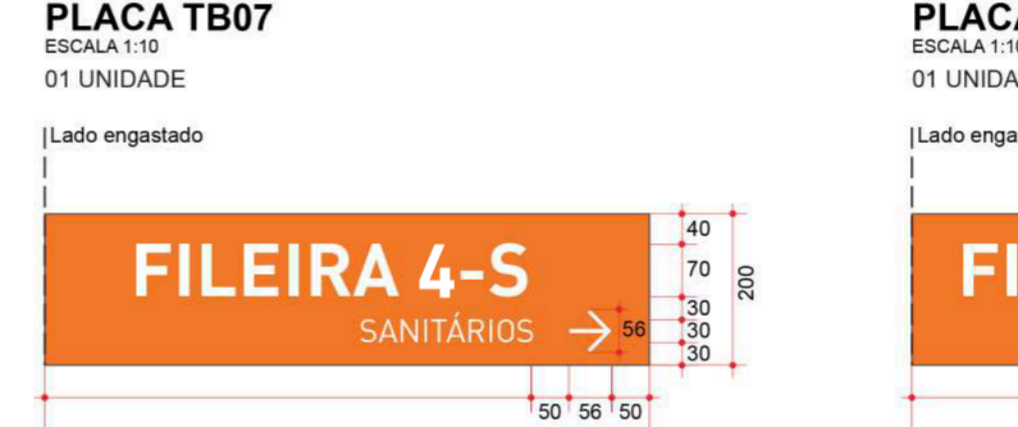 PLACA TB07
ESCALA 1:10
01 UNIDADE
Lado engastado
FILEIRA 4-S
SANITÁRIOS
40
70
30
30
30
200
56
50 56 50
PLACA
ESCALA 1:10
01 UNIDA
Lado enga
FI